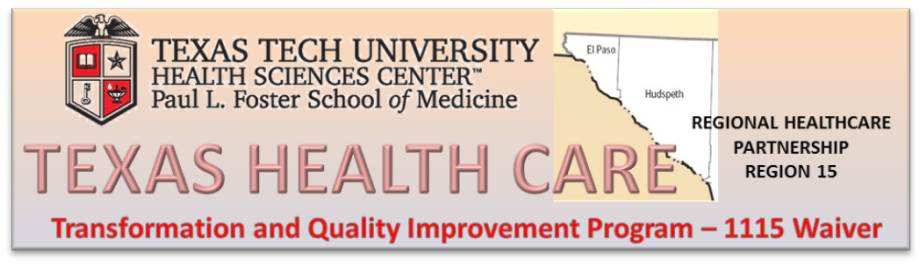 TEXAS TECH UNIVERSITY
HEALTH SCIENCES CENTER™
Paul L. Foster School of Medicine
El Paso
Hudspeth
REGIONAL HEALTHCARE
PARTNERSHIP
REGION 15
TEXAS HEALTH CARE
Transformation and Quality Improvement Program – 1115 Waiver